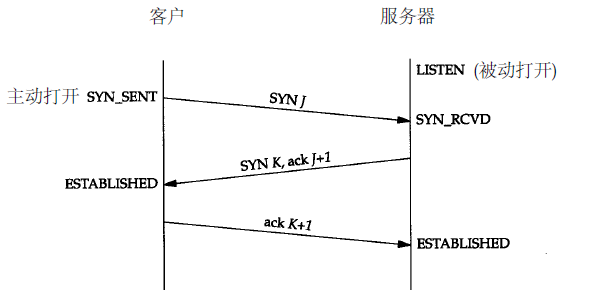 客户 服务器
LISTEN (被动打开)
主动打开 SYN_SENT
SYN J
SYN_RCVD
SYN K, ack J+1
ESTABLISHED
ack K+1
ESTABLISHED